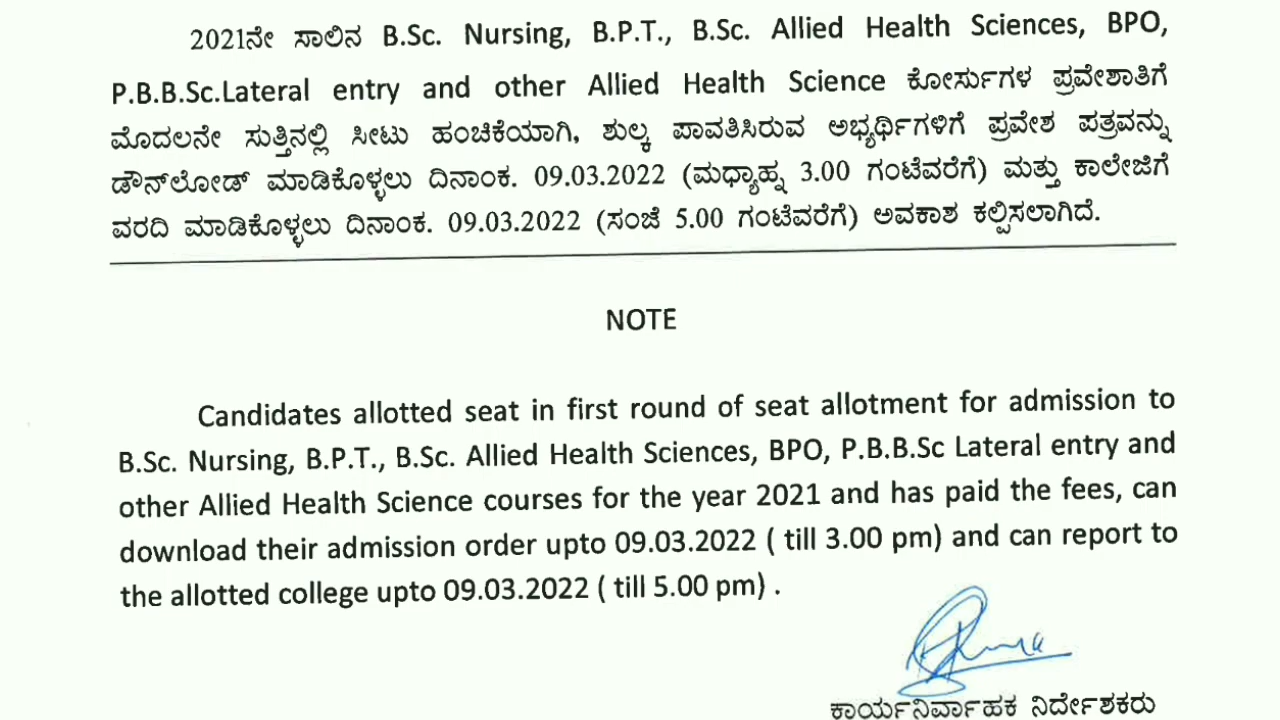 2021ನೇ ಸಾಲಿನ B.Sc. Nursing, B.P.T., B.Sc. Allied Health Sciences, BPO,
P.B.B.Sc.Lateral entry and other Allied Health Science ಕೋರ್ಸುಗಳ ಪ್ರವೇಶಾತಿಗೆ
ಮೊದಲನೇ ಸುತ್ತಿನಲ್ಲಿ ಸೀಟು ಹಂಚಿಕೆಯಾಗಿ, ಶುಲ್ಕ ಪಾವತಿಸಿರುವ ಅಭ್ಯರ್ಥಿಗಳಿಗೆ ಪ್ರವೇಶ ಪತ್ರವನ್ನು
ಡೌನ್‌ಲೋಡ್ ಮಾಡಿಕೊಳ್ಳಲು ದಿನಾಂಕ. 09.03.2022 (ಮಧ್ಯಾಹ್ನ 3.00 ಗಂಟೆವರೆಗೆ) ಮತ್ತು ಕಾಲೇಜಿಗೆ
ವರದಿ ಮಾಡಿಕೊಳ್ಳಲು ದಿನಾಂಕ. 09.03.2022 (ಸಂಜೆ 5.00 ಗಂಟೆವರೆಗೆ) ಅವಕಾಶ ಕಲ್ಪಿಸಲಾಗಿದೆ.
NOTE
Candidates allotted seat in first round of seat allotment for admission to
B.Sc. Nursing, B.P.T., B.Sc. Allied Health Sciences, BPO, P.B.B.Sc Lateral entry and
other Allied Health Science courses for the year 2021 and has paid the fees, can
download their admission order upto 09.03.2022 ( till 3.00 pm) and can report to
the allotted college upto 09.03.2022 ( till 5.00 pm) .
ಕಾರ್ಯನಿರ್ವಾಹಕ ನಿರ್ದೇಶಕರು